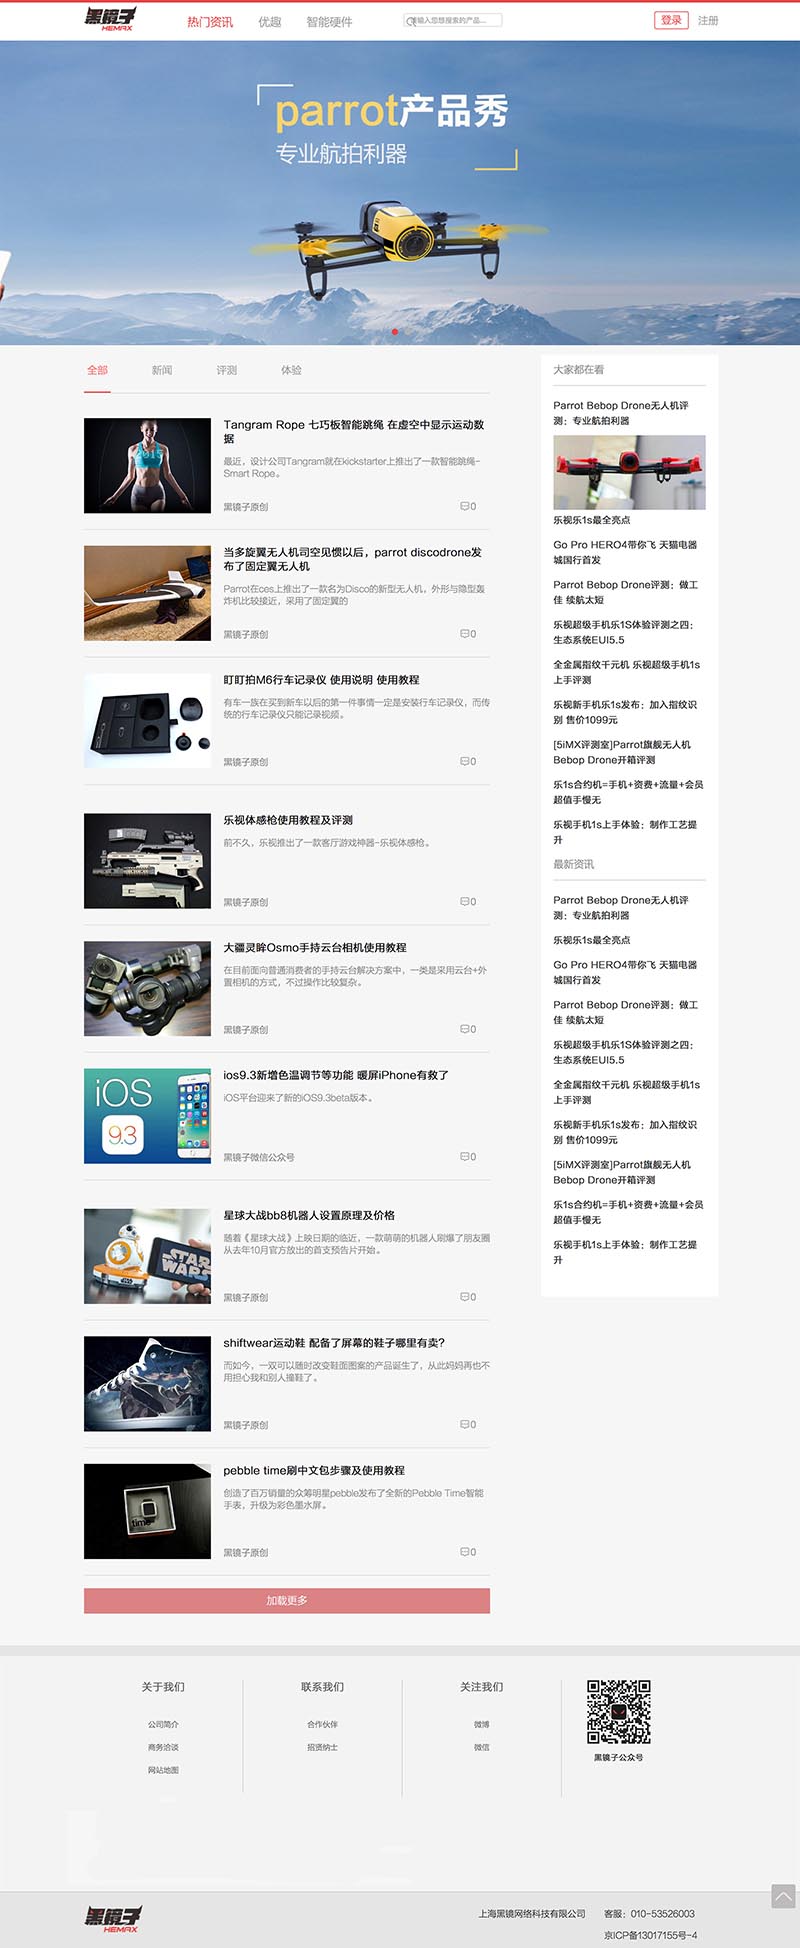 黑镜子
HEMAX
热门资讯 优趣 智能硬件 请输入您想搜索的产品... 登录 注册
parrot产品秀
专业航拍利器
全部 新闻 评测 体验
Tangram Rope 七巧板智能跳绳 在虚空中显示运动数
据
最近，设计公司Tangram就在kickstarter上推出了一款智能跳绳-
Smart Rope。
黑镜子原创 0
当多旋翼无人机司空见惯以后，parrot discodrone发
布了固定翼无人机
Parrot在ces上推出了一款名为Disco的新型无人机，外形与隐型轰
炸机比较接近，采用了固定翼的
黑镜子原创 0
盯盯拍M6行车记录仪 使用说明 使用教程
有车一族在买到新车以后的第一件事情一定是安装行车记录仪，而传
统的行车记录仪只能记录视频。
黑镜子原创 0
乐视体感枪使用教程及评测
前不久，乐视推出了一款客厅游戏神器-乐视体感枪。
黑镜子原创 0
大疆灵眸Osmo手持云台相机使用教程
在目前面向普通消费者的手持云台解决方案中，一类是采用云台+外
置相机的方式，不过操作比较复杂。
黑镜子原创 0
iOS
9.3
ios9.3新增色温调节等功能 暖屏iPhone有救了
iOS平台迎来了新的iOS9.3beta版本。
黑镜子微信公众号 0
STAR
WARS
星球大战bb8机器人设置原理及价格
随着《星球大战》上映日期的临近，一款萌萌的机器人刷爆了朋友圈
从去年10月官方放出的首支预告片开始。
黑镜子原创 0
shiftwear运动鞋 配备了屏幕的鞋子哪里有卖？
而如今，一双可以随时改变鞋面图案的产品诞生了，从此妈妈再也不
用担心我和别人撞鞋了。
黑镜子原创 0
time
pebble time刷中文包步骤及使用教程
创造了百万销量的众筹明星pebble发布了全新的Pebble Time智能
手表，升级为彩色墨水屏。
黑镜子原创 0
加载更多
大家都在看
Parrot Bebop Drone无人机评
测：专业航拍利器
乐视乐1s最全亮点
Go Pro HERO4带你飞 天猫电器
城国行首发
Parrot Bebop Drone评测：做工
佳 续航太短
乐视超级手机乐1S体验评测之四：
生态系统EUI5.5
全金属指纹千元机 乐视超级手机1s
上手评测
乐视新手机乐1s发布：加入指纹识
别 售价1099元
[5iMX评测室]Parrot旗舰无人机
Bebop Drone开箱评测
乐1s合约机=手机+资费+流量+会员
超值手慢无
乐视手机1s上手体验：制作工艺提
升
最新资讯
Parrot Bebop Drone无人机评
测：专业航拍利器
乐视乐1s最全亮点
Go Pro HERO4带你飞 天猫电器
城国行首发
Parrot Bebop Drone评测：做工
佳 续航太短
乐视超级手机乐1S体验评测之四：
生态系统EUI5.5
全金属指纹千元机 乐视超级手机1s
上手评测
乐视新手机乐1s发布：加入指纹识
别 售价1099元
[5iMX评测室]Parrot旗舰无人机
Bebop Drone开箱评测
乐1s合约机=手机+资费+流量+会员
超值手慢无
乐视手机1s上手体验：制作工艺提
升
关于我们
公司简介
商务洽谈
网站地图
联系我们
合作伙伴
招贤纳士
关注我们
微博
微信
黑镜子公众号
黑镜子
HEMAX
上海黑镜网络科技有限公司 客服：010-53526003
京ICP备13017155号-4